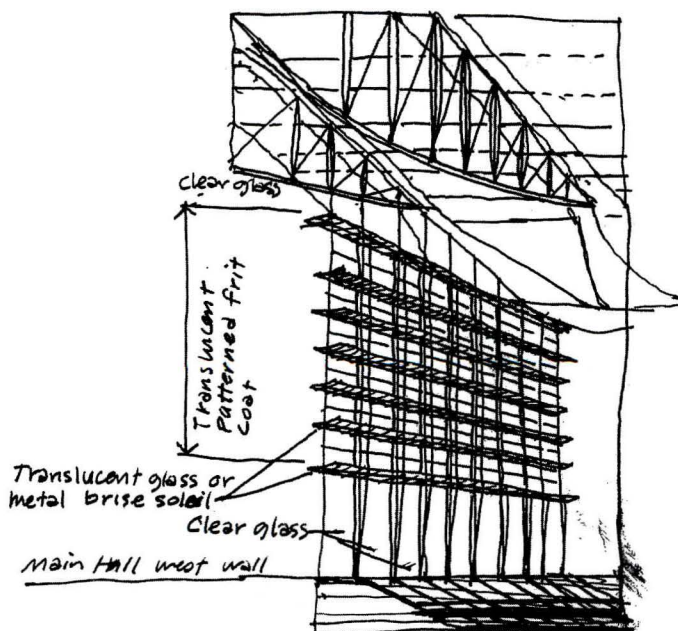 clear glass
Translucent
Patterned frit
coat
Translucent glass or
metal brise soleil
Clear glass
Main Hall west wall